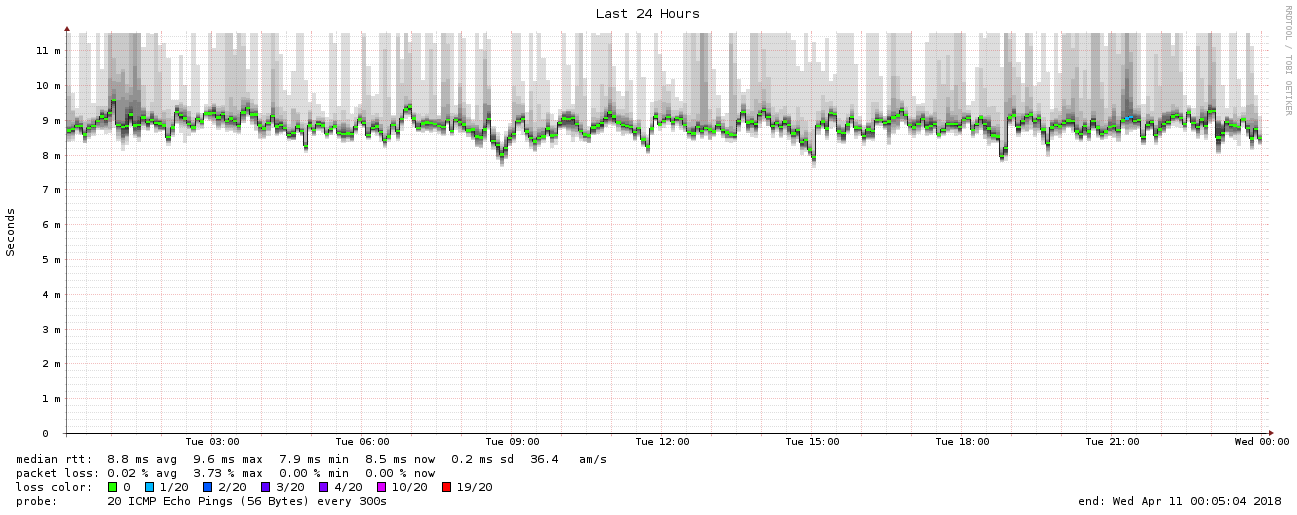 Last 24 Hours
RRDTOOL / TOBI OETIKER
11 m
10 m
9 m
8 m
7 m
6 m
5 m
4 m
3 m
2 m
1 m
0
Seconds
Tue 03:00 Tue 06:00 Tue 09:00 Tue 12:00 Tue 15:00 Tue 18:00 Tue 21:00 Wed 00:00
median rtt: 8.8 ms avg 9.6 ms max 7.9 ms min 8.5 ms now 0.2 ms sd 36.4 am/s
packet loss: 0.02 % avg 3.73 % max 0.00 % min 0.00 % now
loss color: 0 1/20 2/20 3/20 4/20 10/20 19/20
probe: 20 ICMP Echo Pings (56 Bytes) every 300s end: Wed Apr 11 00:05:04 2018